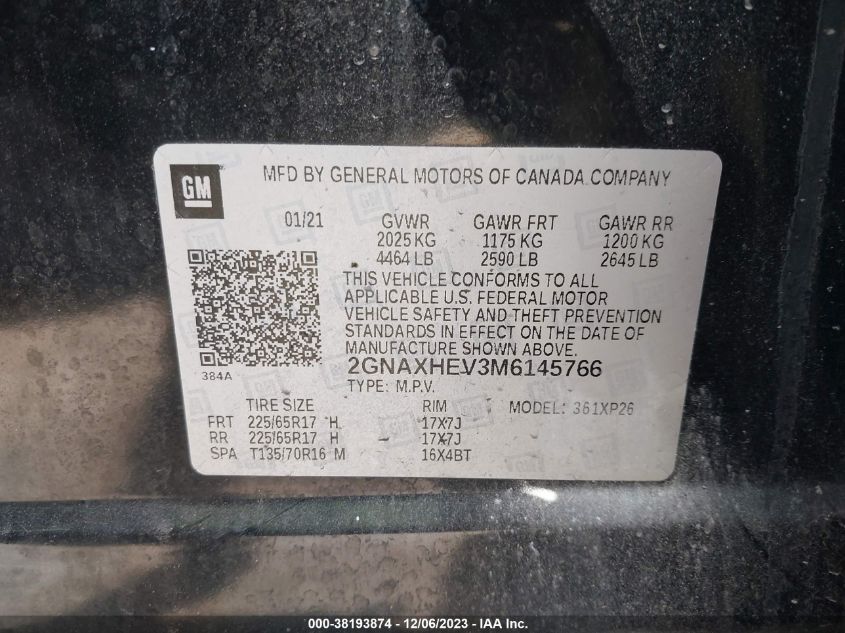 GM
MFD BY GENERAL MOTORS OF CANADA COMPANY
01/21 GVWR GAWR FRT GAWR RR
2025 KG 1175 KG 1200 KG
4464 LB 2590 LB 2645 LB
THIS VEHICLE CONFORMS TO ALL
APPLICABLE U.S. FEDERAL MOTOR
VEHICLE SAFETY AND THEFT PREVENTION
STANDARDS IN EFFECT ON THE DATE OF
MANUFACTURE SHOWN ABOVE.
384A
2GNAXHEV3M6145766
TYPE: M.P.V.
TIRE SIZE RIM MODEL: 361XP26
FRT 225/65R17 H 17X7J
RR 225/65R17 H 17X7J
SPA T135/70R16 M 16X4BT
000-38193874 - 12/06/2023 - IAA Inc.